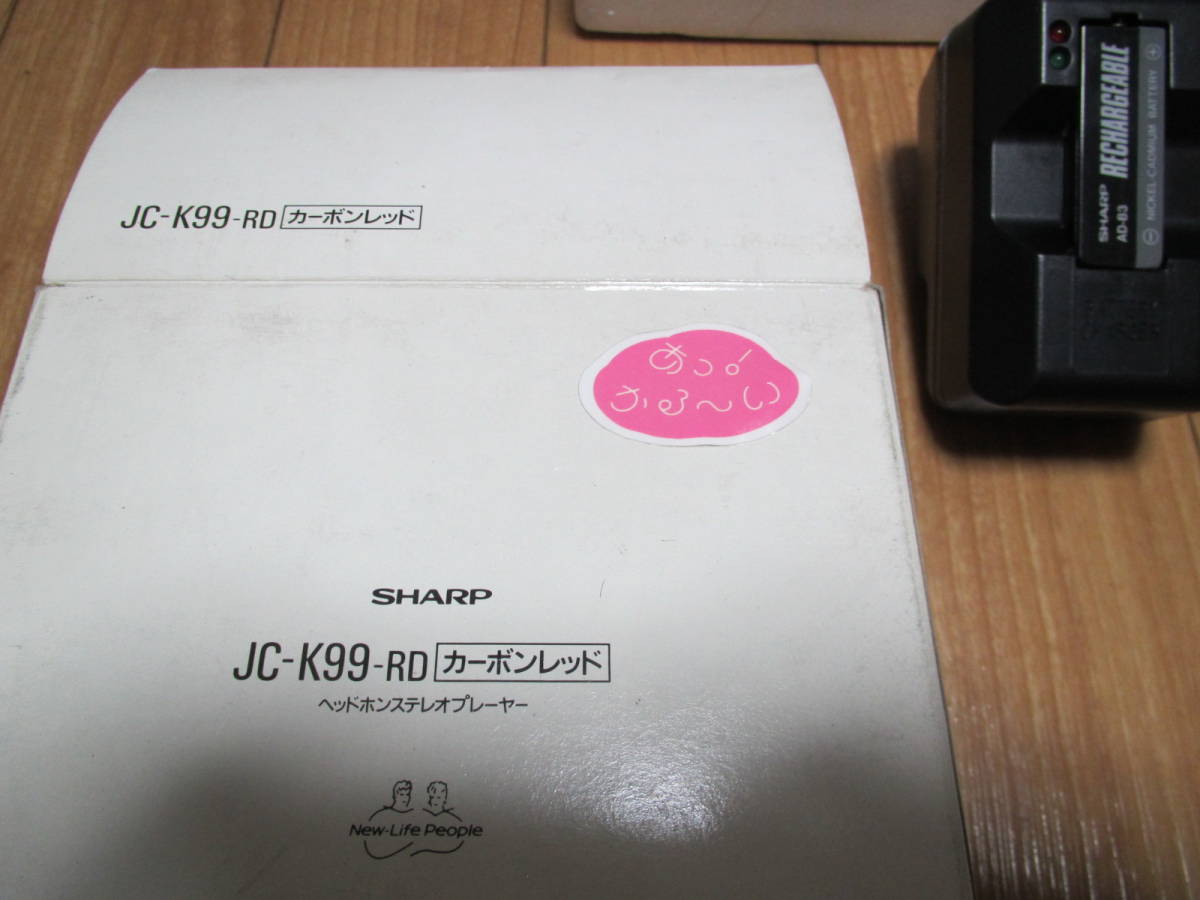 JC-K99-RD カーボンレッド
あっ!
かる〜い
SHARP
JC-K99-RD カーボンレッド
ヘッドホンステレオプレーヤー
New-Life People
RECHARGEABLE
SHARP
AD-B3
⊖ NICKEL-CADMIUM BATTERY ⊕